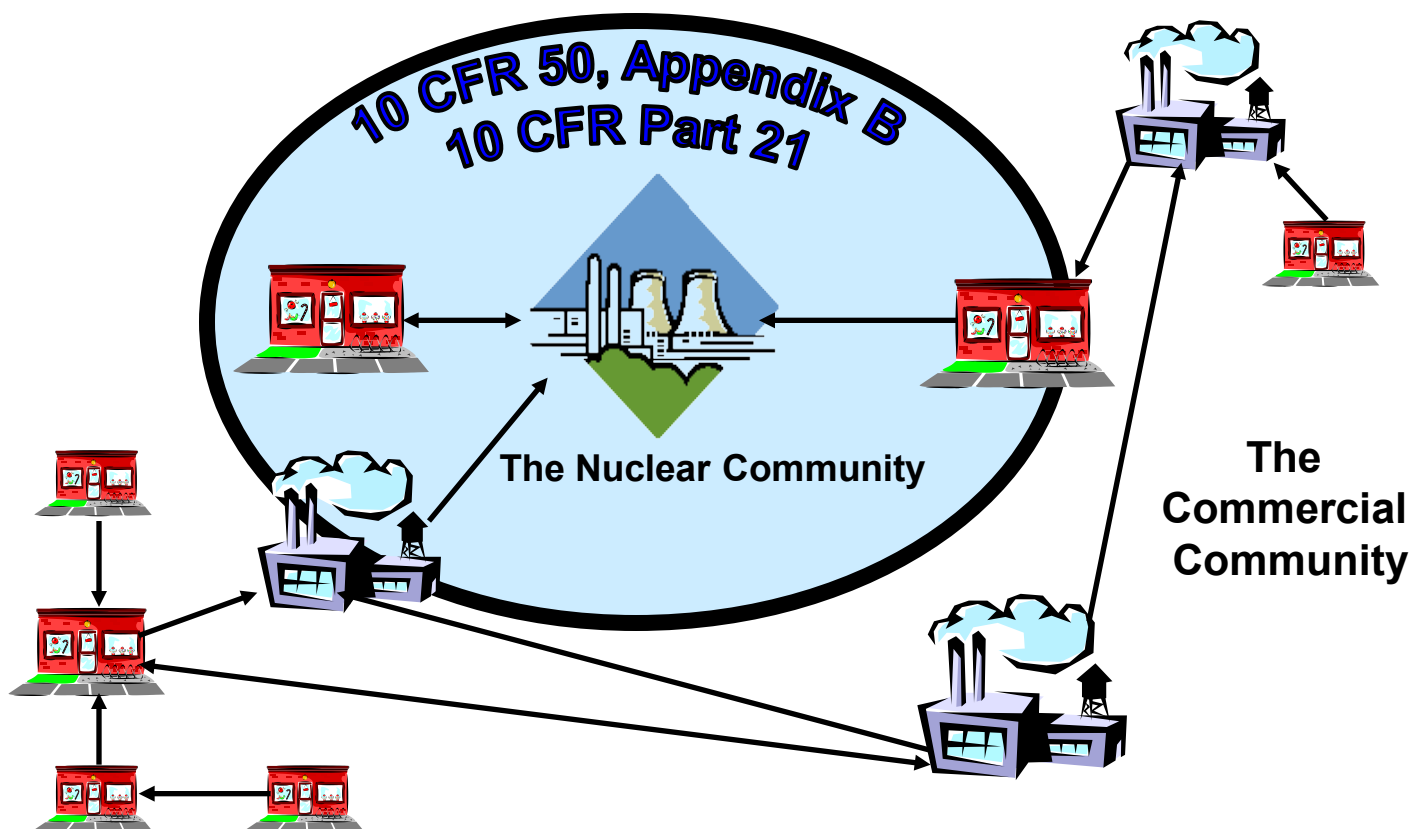 10 CFR 50, Appendix B
10 CFR Part 21
The Nuclear Community
The
Commercial
Community